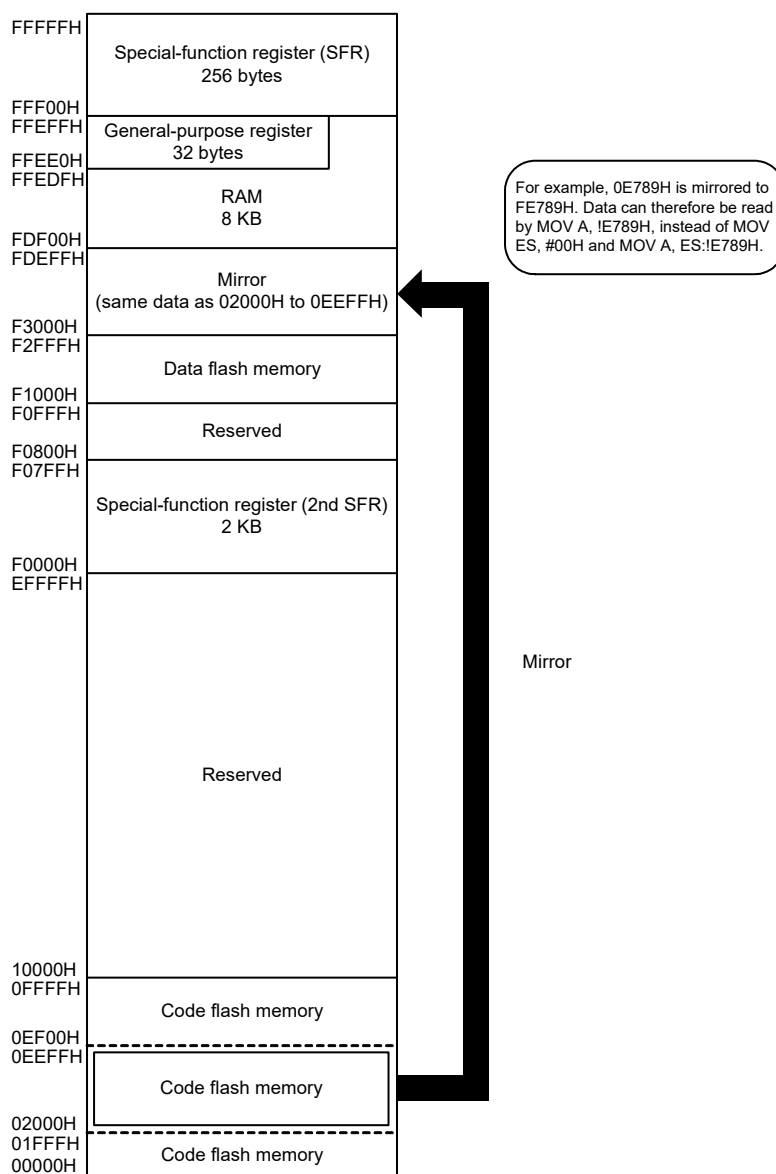 FFFFFH
Special-function register (SFR)
256 bytes
FFF00H
FFEFFH
General-purpose register
32 bytes
FFEE0H
FFEDFH
RAM
8 KB
FDF00H
FDEFFH
Mirror
(same data as 02000H to 0EEFFH)
F3000H
F2FFFH
Data flash memory
F1000H
F0FFFH
Reserved
F0800H
F07FFH
Special-function register (2nd SFR)
2 KB
F0000H
EFFFFH
Reserved
10000H
0FFFFH
Code flash memory
0EF00H
0EEFFH
Code flash memory
02000H
01FFFH
Code flash memory
00000H
For example, 0E789H is mirrored to
FE789H. Data can therefore be read
by MOV A, !E789H, instead of MOV
ES, #00H and MOV A, ES:!E789H.
Mirror